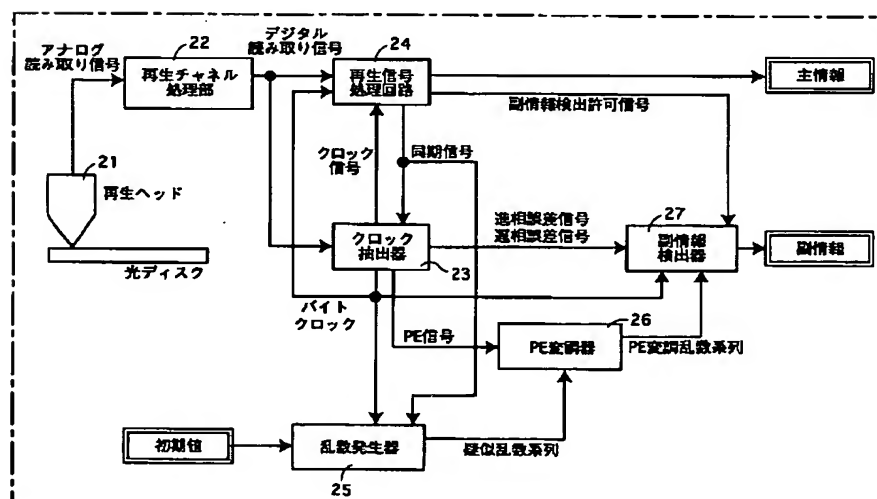 アナログ
読み取り信号
22
再生チャネル
処理部
デジタル
読み取り信号
24
再生信号
処理回路
主情報
副情報検出許可信号
クロック
信号
同期信号
21
再生ヘッド
光ディスク
クロック
抽出器
23
進相誤差信号
遅相誤差信号
27
副情報
検出器
副情報
バイト
クロック
PE信号
26
PE変調器
PE変調乱数系列
初期値
乱数発生器
25
疑似乱数系列